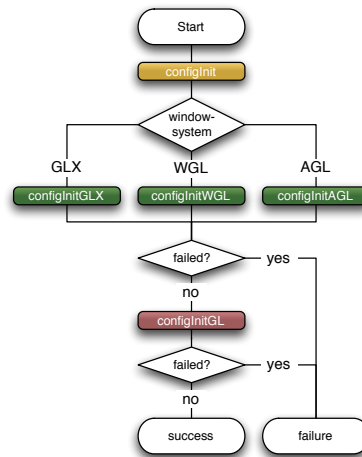 Start
configInit
window-
system
GLX
WGL
AGL
configInitGLX
configInitWGL
configInitAGL
failed?
yes
no
configInitGL
failed?
yes
no
success
failure